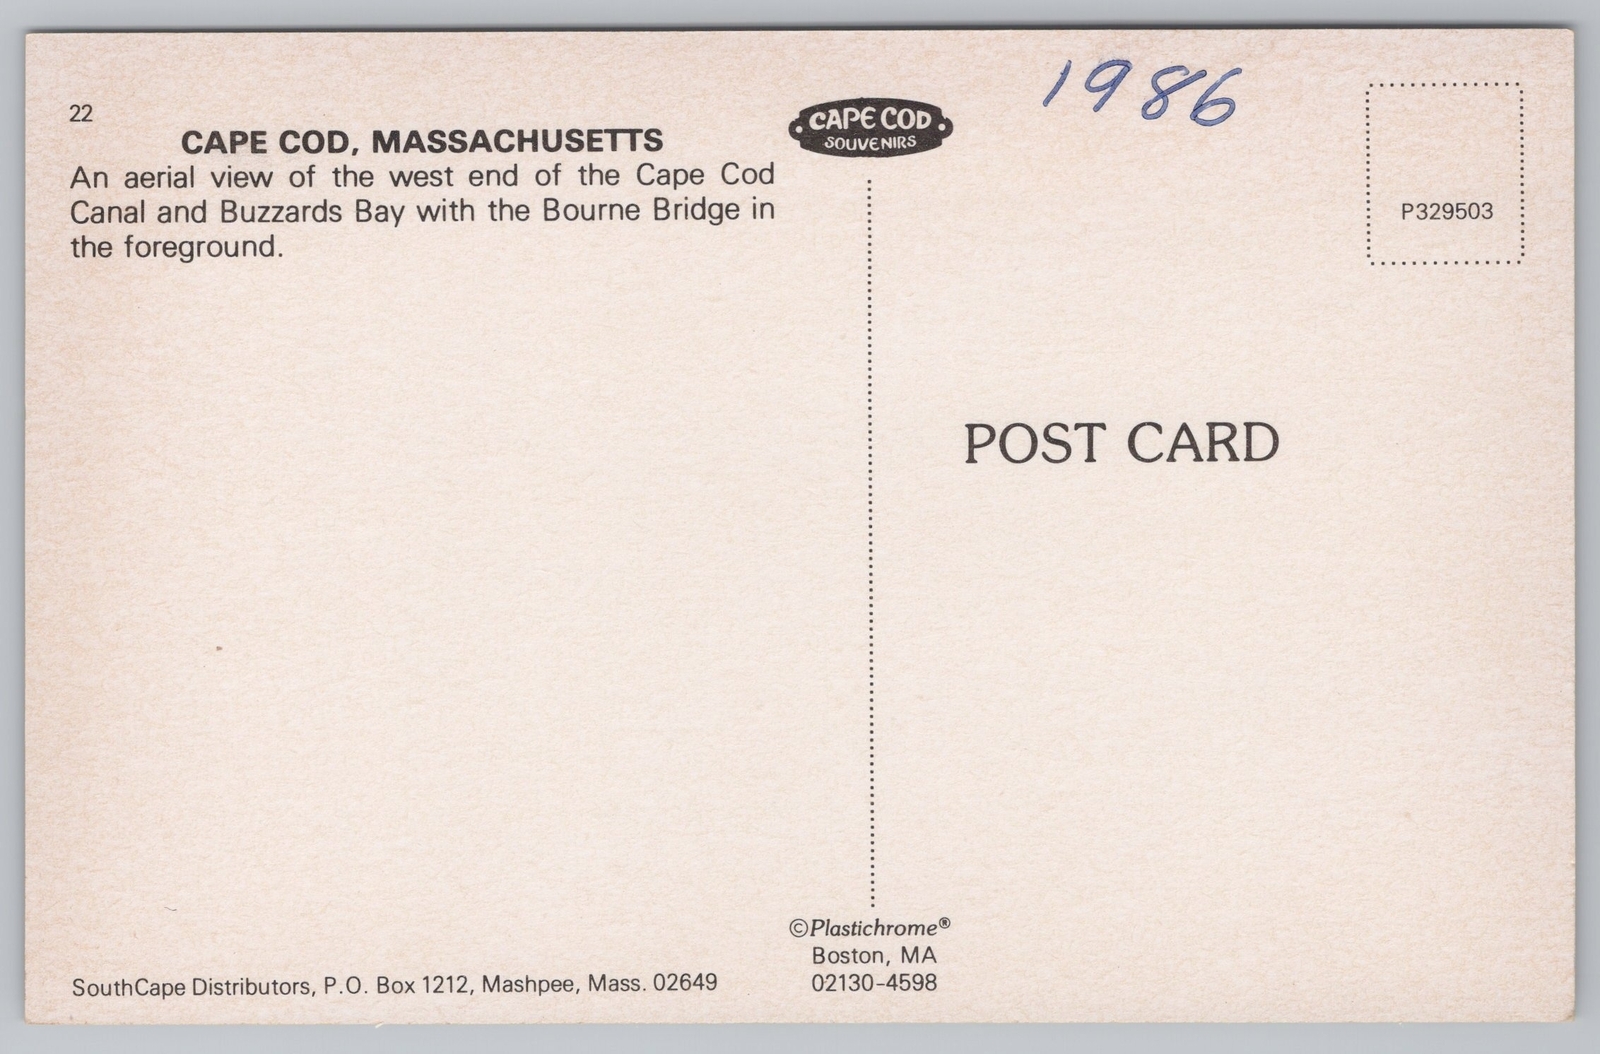 22
CAPE COD, MASSACHUSETTS
An aerial view of the west end of the Cape Cod
Canal and Buzzards Bay with the Bourne Bridge in
the foreground.
CAPE COD
SOUVENIRS
1986
P329503
POST CARD
©Plastichrome®
Boston, MA
02130-4598
SouthCape Distributors, P.O. Box 1212, Mashpee, Mass. 02649